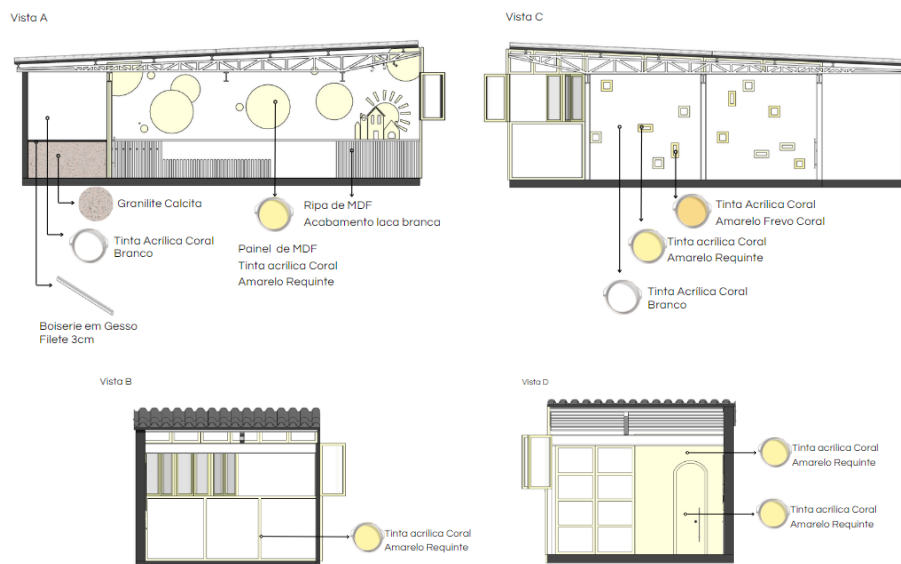 Vista A
Granilite Calcita
Tinta Acrílica Coral
Branco
Boiserie em Gesso
Filete 3cm
Ripa de MDF
Acabamento laca branca
Painel de MDF
Tinta acrílica Coral
Amarelo Requinte
Vista C
Tinta Acrílica Coral
Amarelo Frevo Coral
Tinta acrílica Coral
Amarelo Requinte
Tinta Acrílica Coral
Branco
Vista B
Tinta acrílica Coral
Amarelo Requinte
Vista D
Tinta acrílica Coral
Amarelo Requinte
Tinta acrílica Coral
Amarelo Requinte